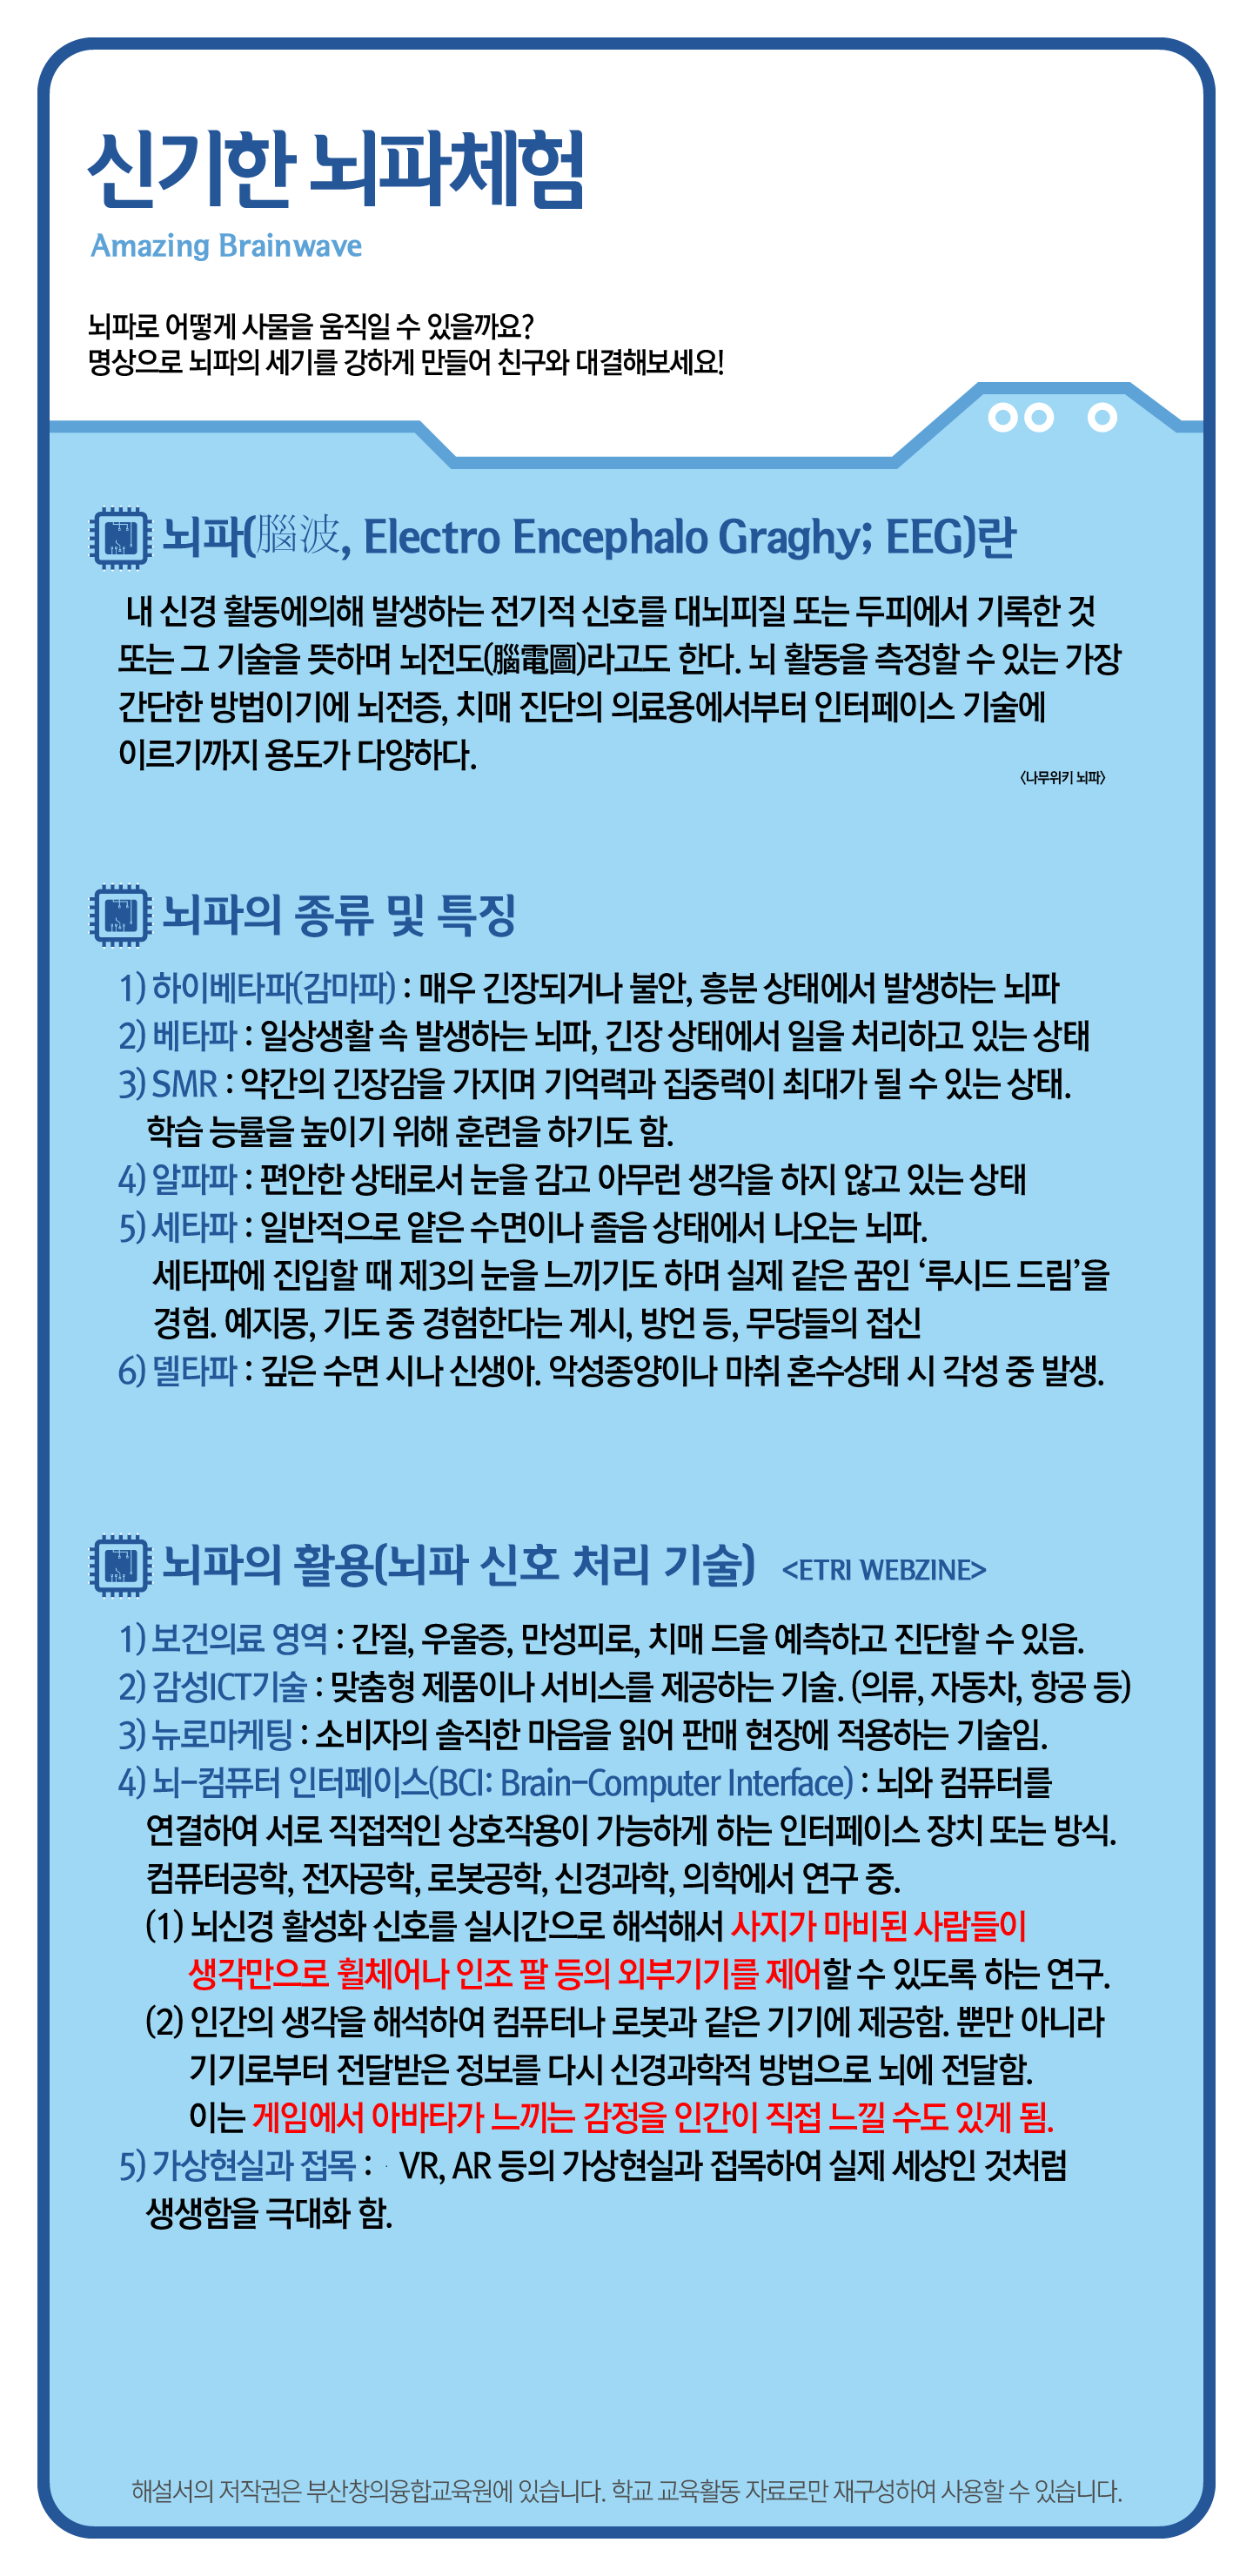 신기한 뇌파체험
Amazing Brainwave
뇌파로 어떻게 사물을 움직일 수 있을까요?
명상으로 뇌파의 세기를 강하게 만들어 친구와 대결해보세요!
뇌파(腦波, Electro Encephalo Graghy; EEG)란
내 신경 활동에의해 발생하는 전기적 신호를 대뇌피질 또는 두피에서 기록한 것
또는 그 기술을 뜻하며 뇌전도(腦電圖)라고도 한다. 뇌 활동을 측정할 수 있는 가장
간단한 방법이기에 뇌전증, 치매 진단의 의료용에서부터 인터페이스 기술에
이르기까지 용도가 다양하다.
<나무위키 뇌파>
뇌파의 종류 및 특징
1) 하이베타파(감마파) : 매우 긴장되거나 불안, 흥분 상태에서 발생하는 뇌파
2) 베타파 : 일상생활 속 발생하는 뇌파, 긴장 상태에서 일을 처리하고 있는 상태
3) SMR : 약간의 긴장감을 가지며 기억력과 집중력이 최대가 될 수 있는 상태.
학습 능률을 높이기 위해 훈련을 하기도 함.
4) 알파파 : 편안한 상태로서 눈을 감고 아무런 생각을 하지 않고 있는 상태
5) 세타파 : 일반적으로 얕은 수면이나 졸음 상태에서 나오는 뇌파.
세타파에 진입할 때 제3의 눈을 느끼기도 하며 실제 같은 꿈인 ‘루시드 드림’을
경험. 예지몽, 기도 중 경험한다는 계시, 방언 등, 무당들의 접신
6) 델타파 : 깊은 수면 시나 신생아. 악성종양이나 마취 혼수상태 시 각성 중 발생.
뇌파의 활용(뇌파 신호 처리 기술) <ETRI WEBZINE>
1) 보건의료 영역 : 간질, 우울증, 만성피로, 치매 드을 예측하고 진단할 수 있음.
2) 감성ICT기술 : 맞춤형 제품이나 서비스를 제공하는 기술. (의류, 자동차, 항공 등)
3) 뉴로마케팅 : 소비자의 솔직한 마음을 읽어 판매 현장에 적용하는 기술임.
4) 뇌-컴퓨터 인터페이스(BCI: Brain-Computer Interface) : 뇌와 컴퓨터를
연결하여 서로 직접적인 상호작용이 가능하게 하는 인터페이스 장치 또는 방식.
컴퓨터공학, 전자공학, 로봇공학, 신경과학, 의학에서 연구 중.
(1) 뇌신경 활성화 신호를 실시간으로 해석해서 사지가 마비된 사람들이
생각만으로 휠체어나 인조 팔 등의 외부기기를 제어할 수 있도록 하는 연구.
(2) 인간의 생각을 해석하여 컴퓨터나 로봇과 같은 기기에 제공함. 뿐만 아니라
기기로부터 전달받은 정보를 다시 신경과학적 방법으로 뇌에 전달함.
이는 게임에서 아바타가 느끼는 감정을 인간이 직접 느낄 수도 있게 됨.
5) 가상현실과 접목 : VR, AR 등의 가상현실과 접목하여 실제 세상인 것처럼
생생함을 극대화 함.
해설서의 저작권은 부산창의융합교육원에 있습니다. 학교 교육활동 자료로만 재구성하여 사용할 수 있습니다.